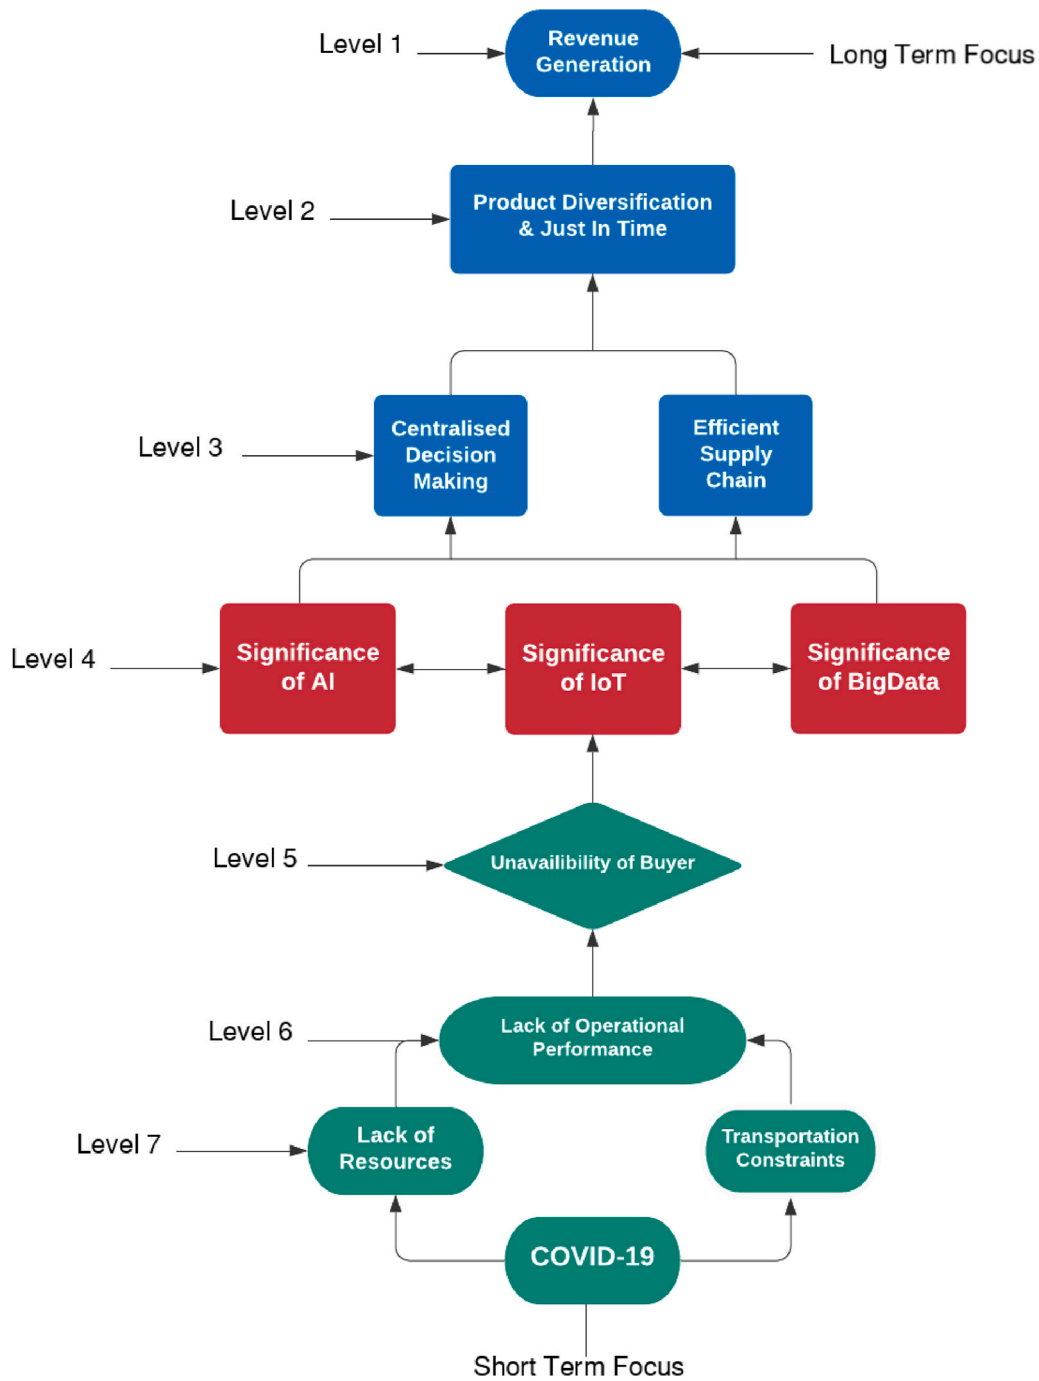 Level 1
Revenue
Generation
Long Term Focus
Level 2
Product Diversification
& Just In Time
Level 3
Centralised
Decision
Making
Efficient
Supply
Chain
Level 4
Significance
of AI
Significance
of IoT
Significance
of BigData
Level 5
Unavailibility of Buyer
Level 6
Lack of Operational
Performance
Level 7
Lack of
Resources
Transportation
Constraints
COVID-19
Short Term Focus